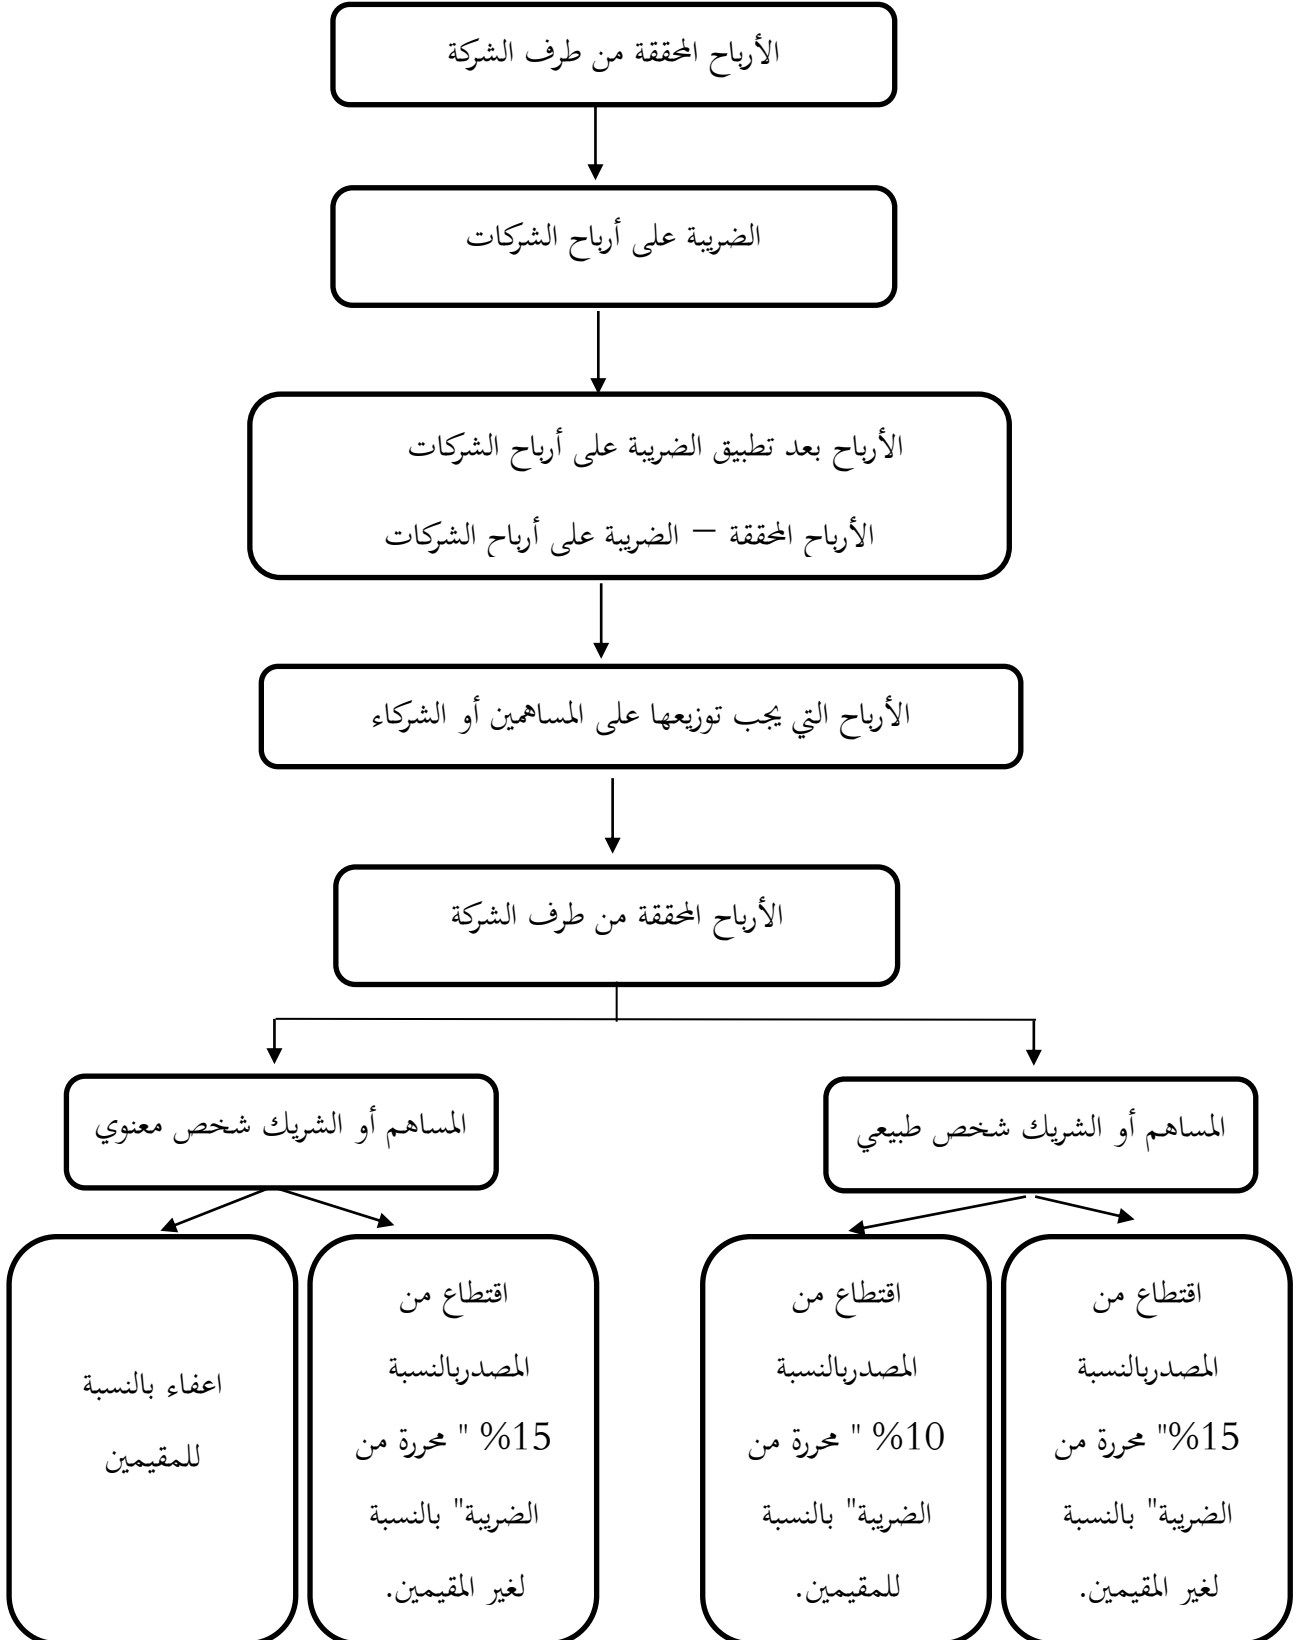 الأرباح المحققة من طرف الشركة
الضريبة على أرباح الشركات
الأرباح بعد تطبيق الضريبة على أرباح الشركات
الأرباح المحققة – الضريبة على أرباح الشركات
الأرباح التي يجب توزيعها على المساهمين أو الشركاء
الأرباح المحققة من طرف الشركة
المساهم أو الشريك شخص طبيعي
المساهم أو الشريك شخص معنوي
اقتطاع من
المصدربالنسبة
15%" محررة من
الضريبة" بالنسبة
لغير المقيمين.
اقتطاع من
المصدربالنسبة
10% " محررة من
الضريبة" بالنسبة
للمقيمين.
اقتطاع من
المصدربالنسبة
15% " محررة من
الضريبة" بالنسبة
لغير المقيمين.
اعفاء بالنسبة
للمقيمين